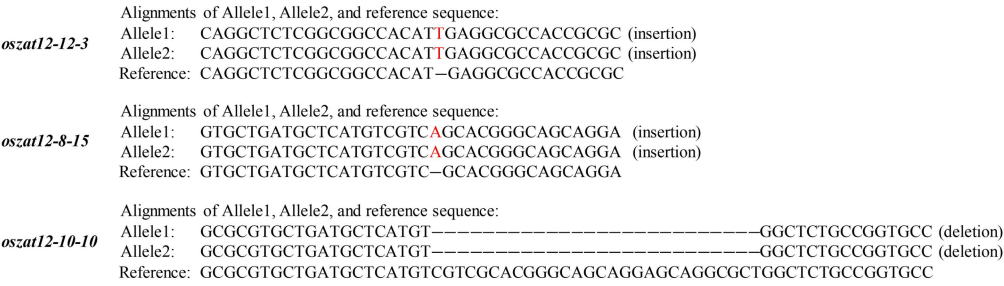 Alignments of Allele1, Allele2, and reference sequence:
oszat12-12-3
Allele1: CAGGCTCTCGGCGGCCACATTGAGGCGCCACCGCGC (insertion)
Allele2: CAGGCTCTCGGCGGCCACATTGAGGCGCCACCGCGC (insertion)
Reference: CAGGCTCTCGGCGGCCACAT–GAGGCGCCACCGCGC
Alignments of Allele1, Allele2, and reference sequence:
oszat12-8-15
Allele1: GTGCTGATGCTCATGTCGTCAGCACGGGCAGCAGGA (insertion)
Allele2: GTGCTGATGCTCATGTCGTCAGCACGGGCAGCAGGA (insertion)
Reference: GTGCTGATGCTCATGTCGTC–GCACGGGCAGCAGGA
Alignments of Allele1, Allele2, and reference sequence:
oszat12-10-10
Allele1: GCGCGTGCTGATGCTCATGT–––––––––––––––––––––––––––GGCTCTGCCGGTGCC (deletion)
Allele2: GCGCGTGCTGATGCTCATGT–––––––––––––––––––––––––––GGCTCTGCCGGTGCC (deletion)
Reference: GCGCGTGCTGATGCTCATGTCGTCGCACGGGCAGCAGGAGCAGGCGCTGGCTCTGCCGGTGCC